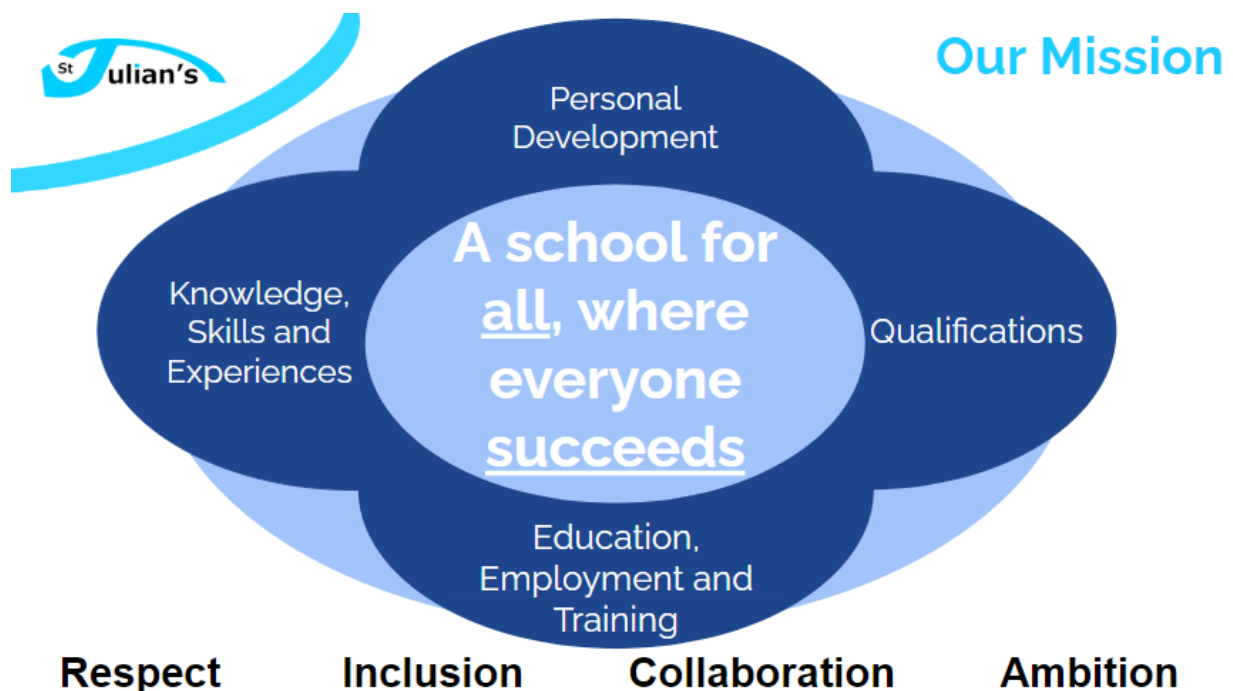 St Julian's
Our Mission
Personal
Development
Knowledge,
Skills and
Experiences
A school for
all, where
everyone
succeeds
Qualifications
Education,
Employment and
Training
Respect Inclusion Collaboration Ambition